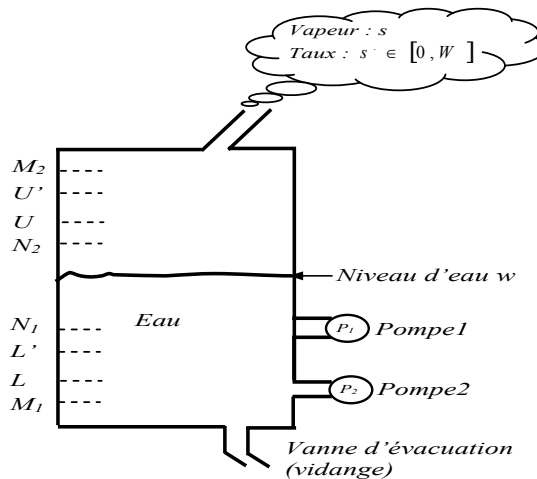 Vapeur : s
Taux : s˙ ∈ [0 , W ]
M2
U’
U
N2
Niveau d’eau w
N1
Eau
P1
Pompe1
L’
L
P2
Pompe2
M1
Vanne d’évacuation
(vidange)